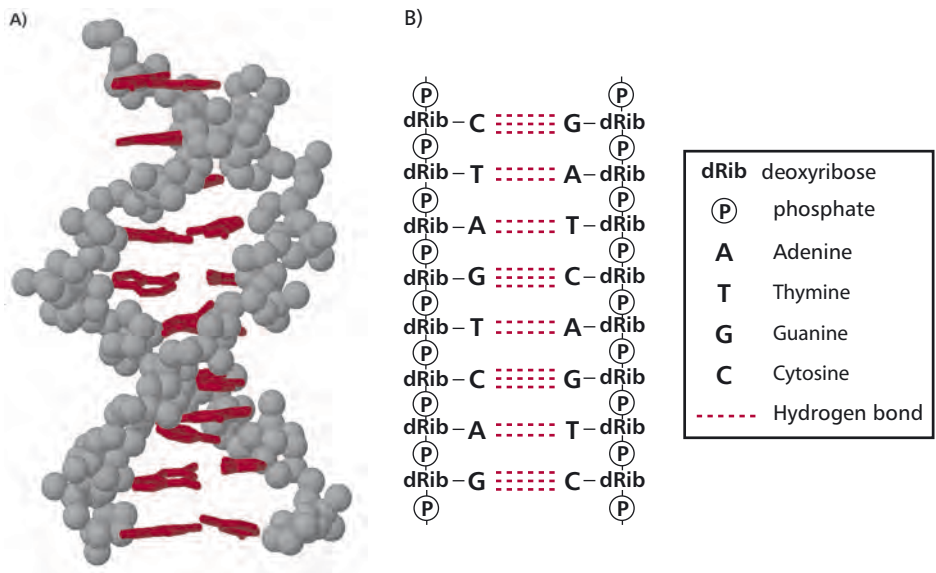 A)
B)
P P
dRib – C G – dRib
P P
dRib – T A – dRib
P P
dRib – A T – dRib
P P
dRib – G C – dRib
P P
dRib – T A – dRib
P P
dRib – C G – dRib
P P
dRib – A T – dRib
P P
dRib – G C – dRib
P P
dRib deoxyribose
P phosphate
A Adenine
T Thymine
G Guanine
C Cytosine
Hydrogen bond